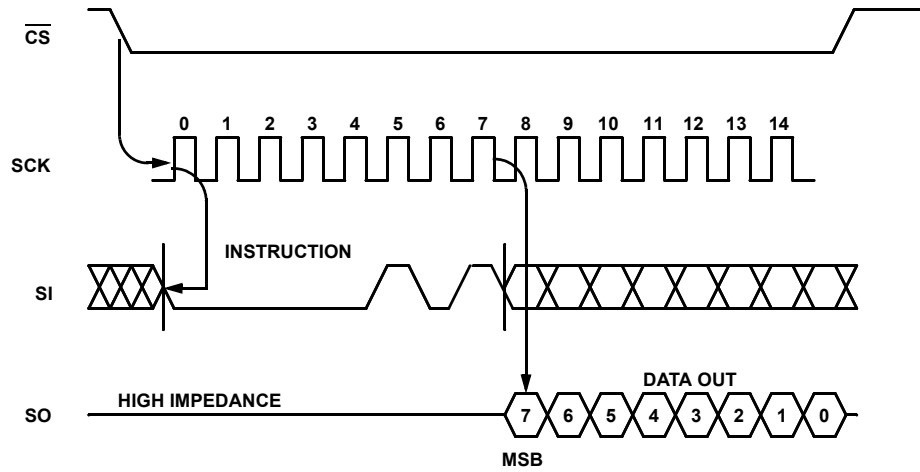 CS
0 1 2 3 4 5 6 7 8 9 10 11 12 13 14
SCK
INSTRUCTION
SI
DATA OUT
HIGH IMPEDANCE
SO
7 6 5 4 3 2 1 0
MSB